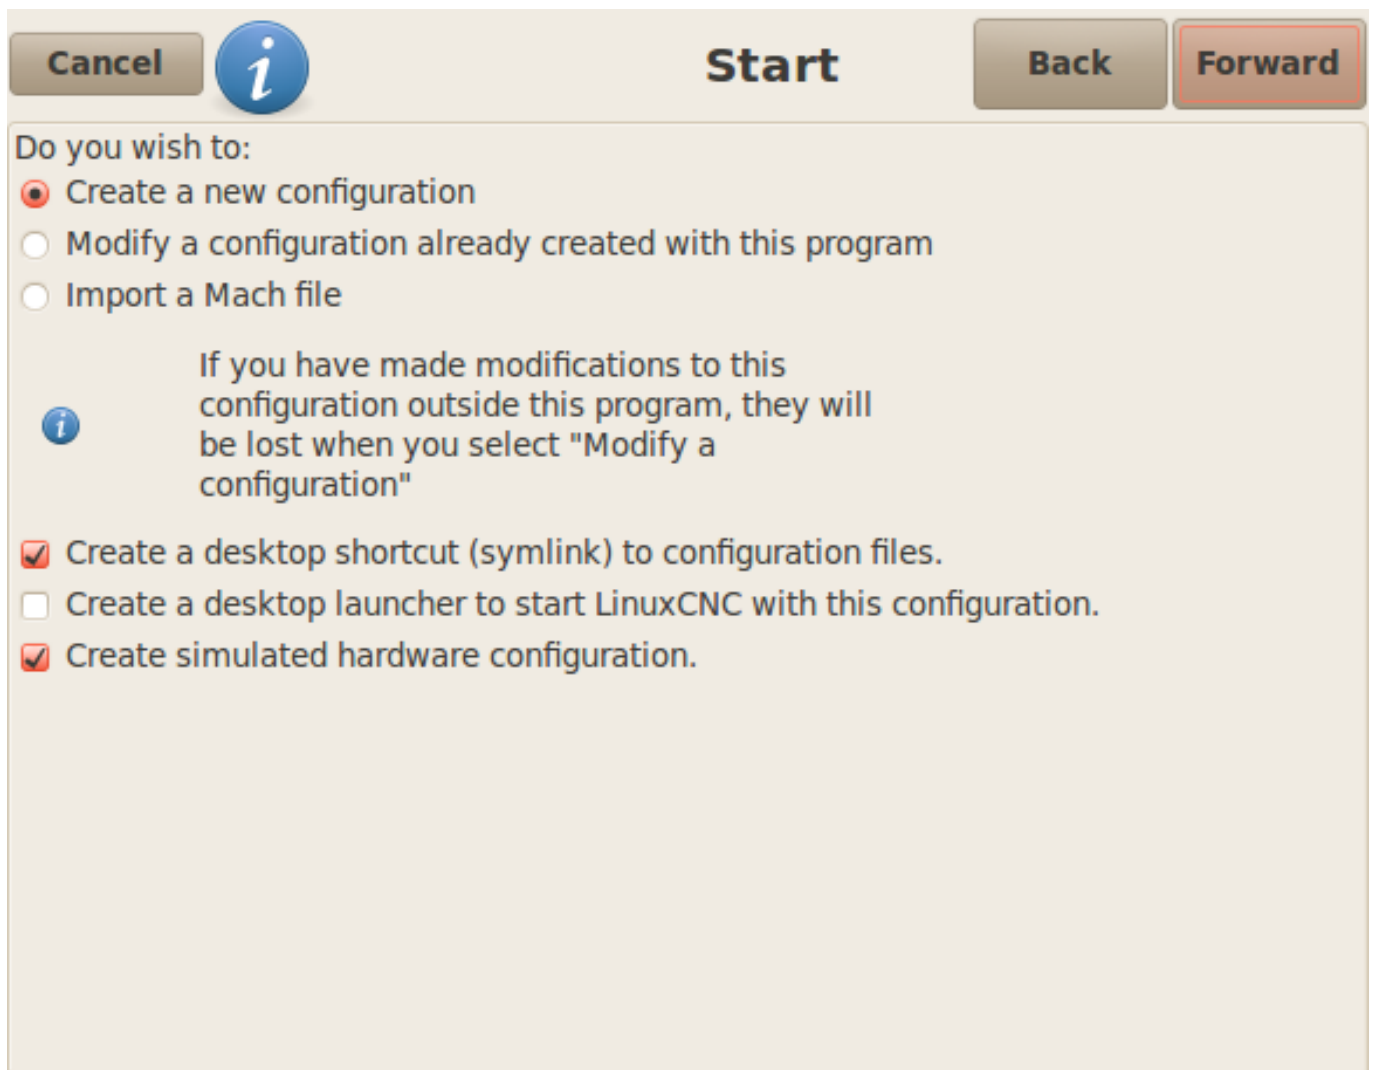 Cancel
Start
Back
Forward
Do you wish to:
Create a new configuration
Modify a configuration already created with this program
Import a Mach file
If you have made modifications to this
configuration outside this program, they will
be lost when you select "Modify a
configuration"
Create a desktop shortcut (symlink) to configuration files.
Create a desktop launcher to start LinuxCNC with this configuration.
Create simulated hardware configuration.